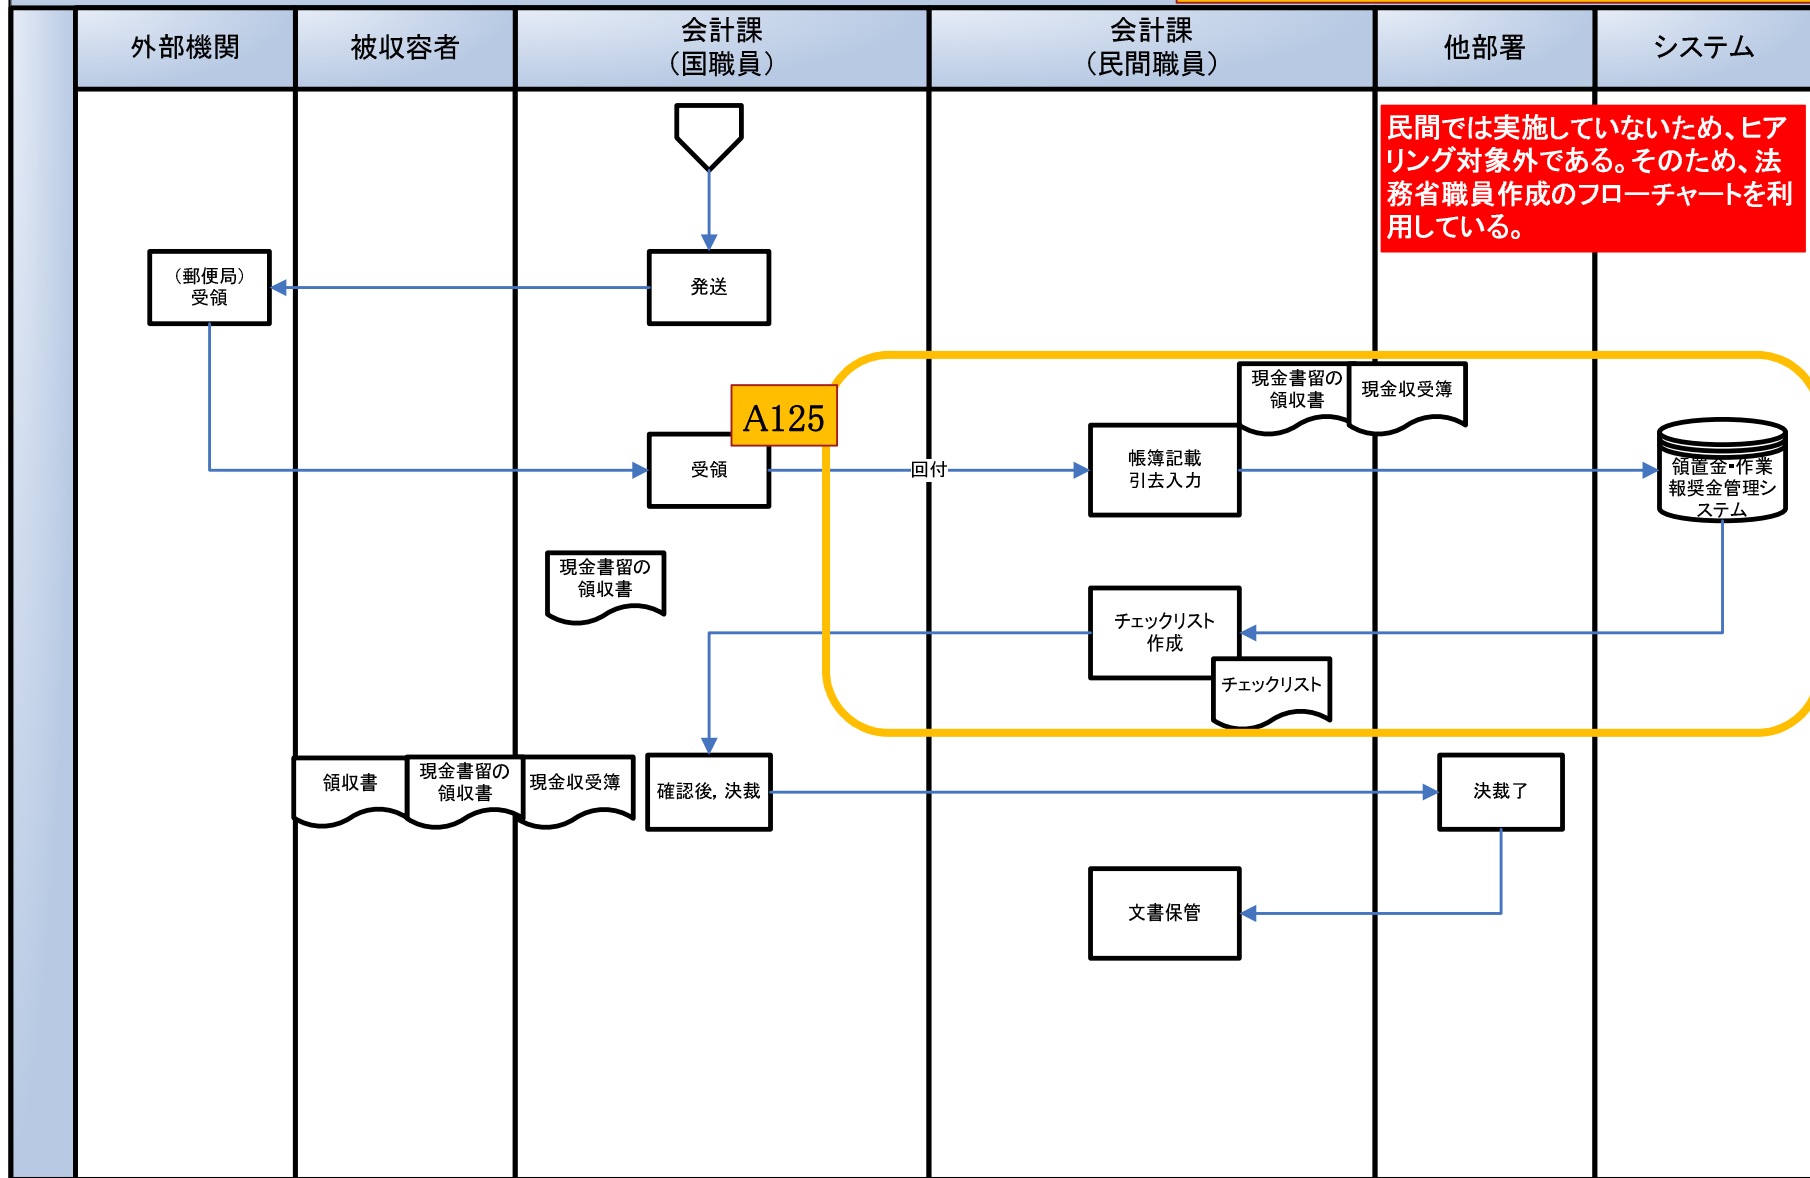 外部機関
被収容者
会計課
（国職員）
会計課
（民間職員）
他部署
システム
民間では実施していないため、ヒア
リング対象外である。そのため、法
務省職員作成のフローチャートを利
用している。
（郵便局）
受領
発送
A125
受領
回付
帳簿記載
引去入力
現金書留の
領収書
現金収受簿
領置金・作業
報奨金管理シ
ステム
現金書留の
領収書
チェックリスト
作成
チェックリスト
領収書
現金書留の
領収書
現金収受簿
確認後，決裁
決裁了
文書保管